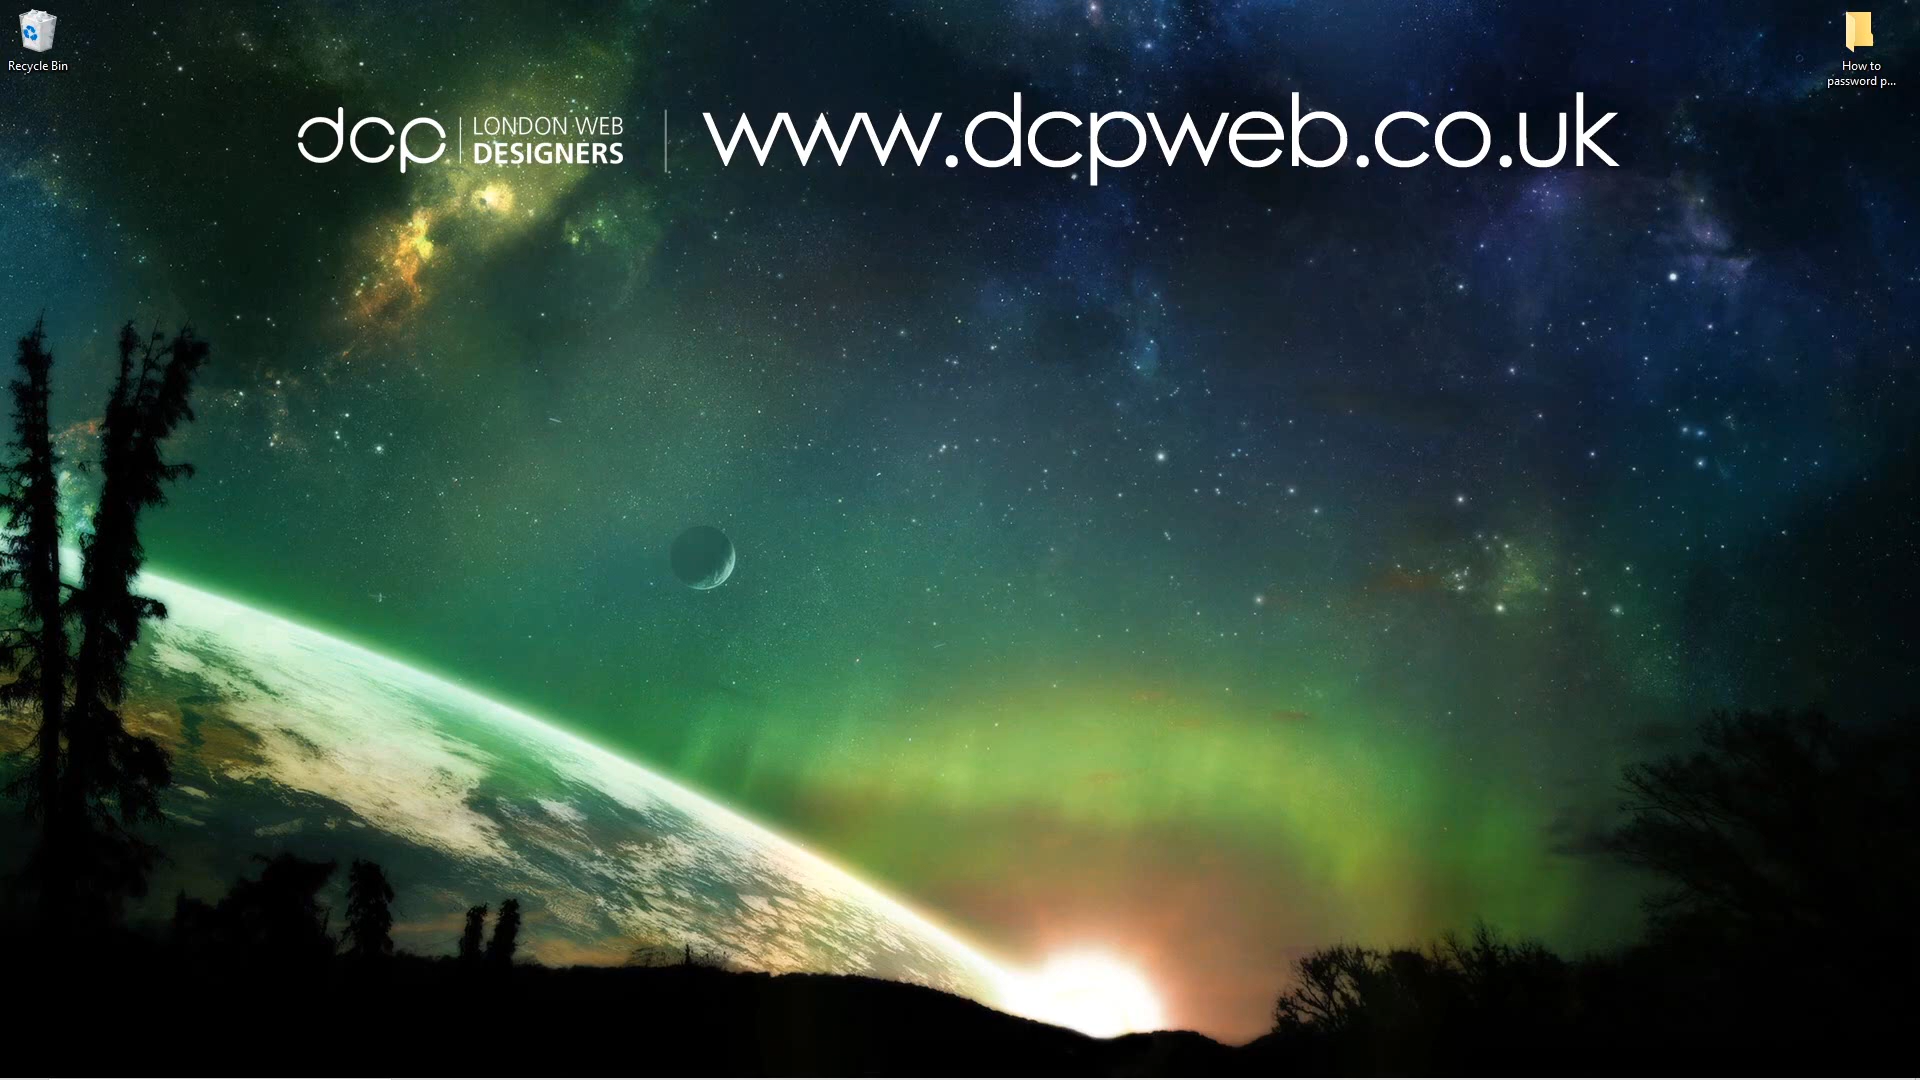 Recycle Bin
How to
password p...
dcp
LONDON WEB
DESIGNERS
www.dcpweb.co.uk